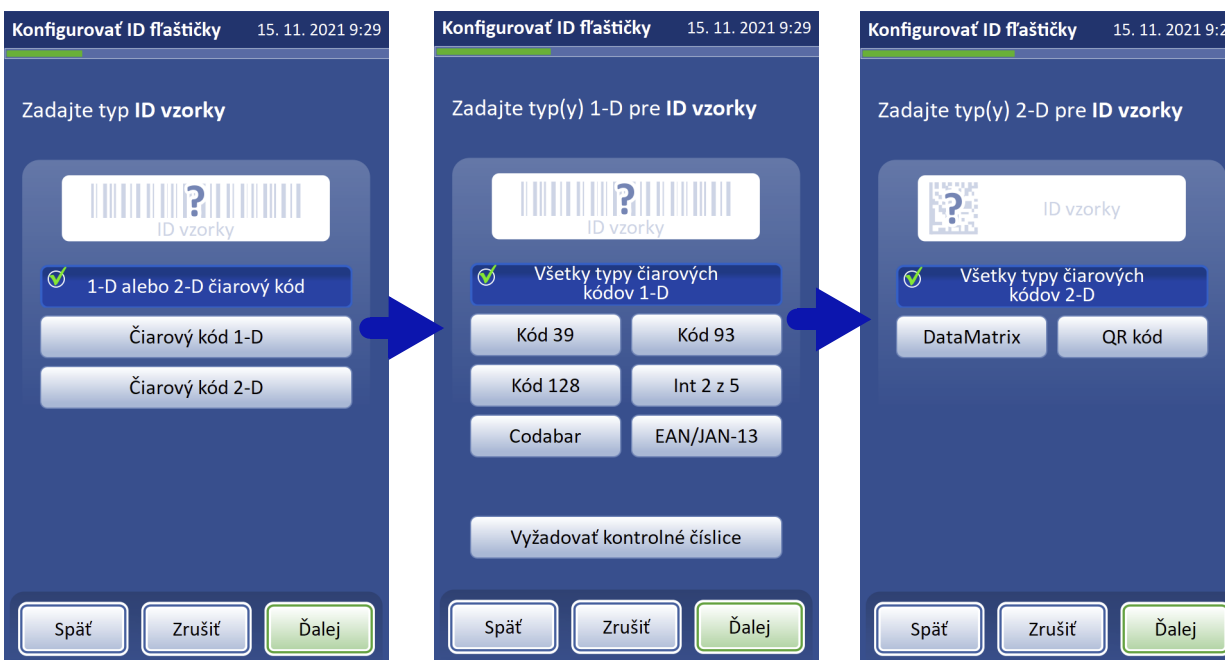 Konfigurovať ID fľaštičky 15. 11. 2021 9:29
Zadajte typ ID vzorky
?
ID vzorky
1-D alebo 2-D čiarový kód
Čiarový kód 1-D
Čiarový kód 2-D
Späť Zrušiť Ďalej
Konfigurovať ID fľaštičky 15. 11. 2021 9:29
Zadajte typ(y) 1-D pre ID vzorky
?
ID vzorky
Všetky typy čiarových
kódov 1-D
Kód 39 Kód 93
Kód 128 Int 2 z 5
Codabar EAN/JAN-13
Vyžadovať kontrolné číslice
Späť Zrušiť Ďalej
Konfigurovať ID fľaštičky 15. 11. 2021 9:2
Zadajte typ(y) 2-D pre ID vzorky
?
ID vzorky
Všetky typy čiarových
kódov 2-D
DataMatrix QR kód
Späť Zrušiť Ďalej